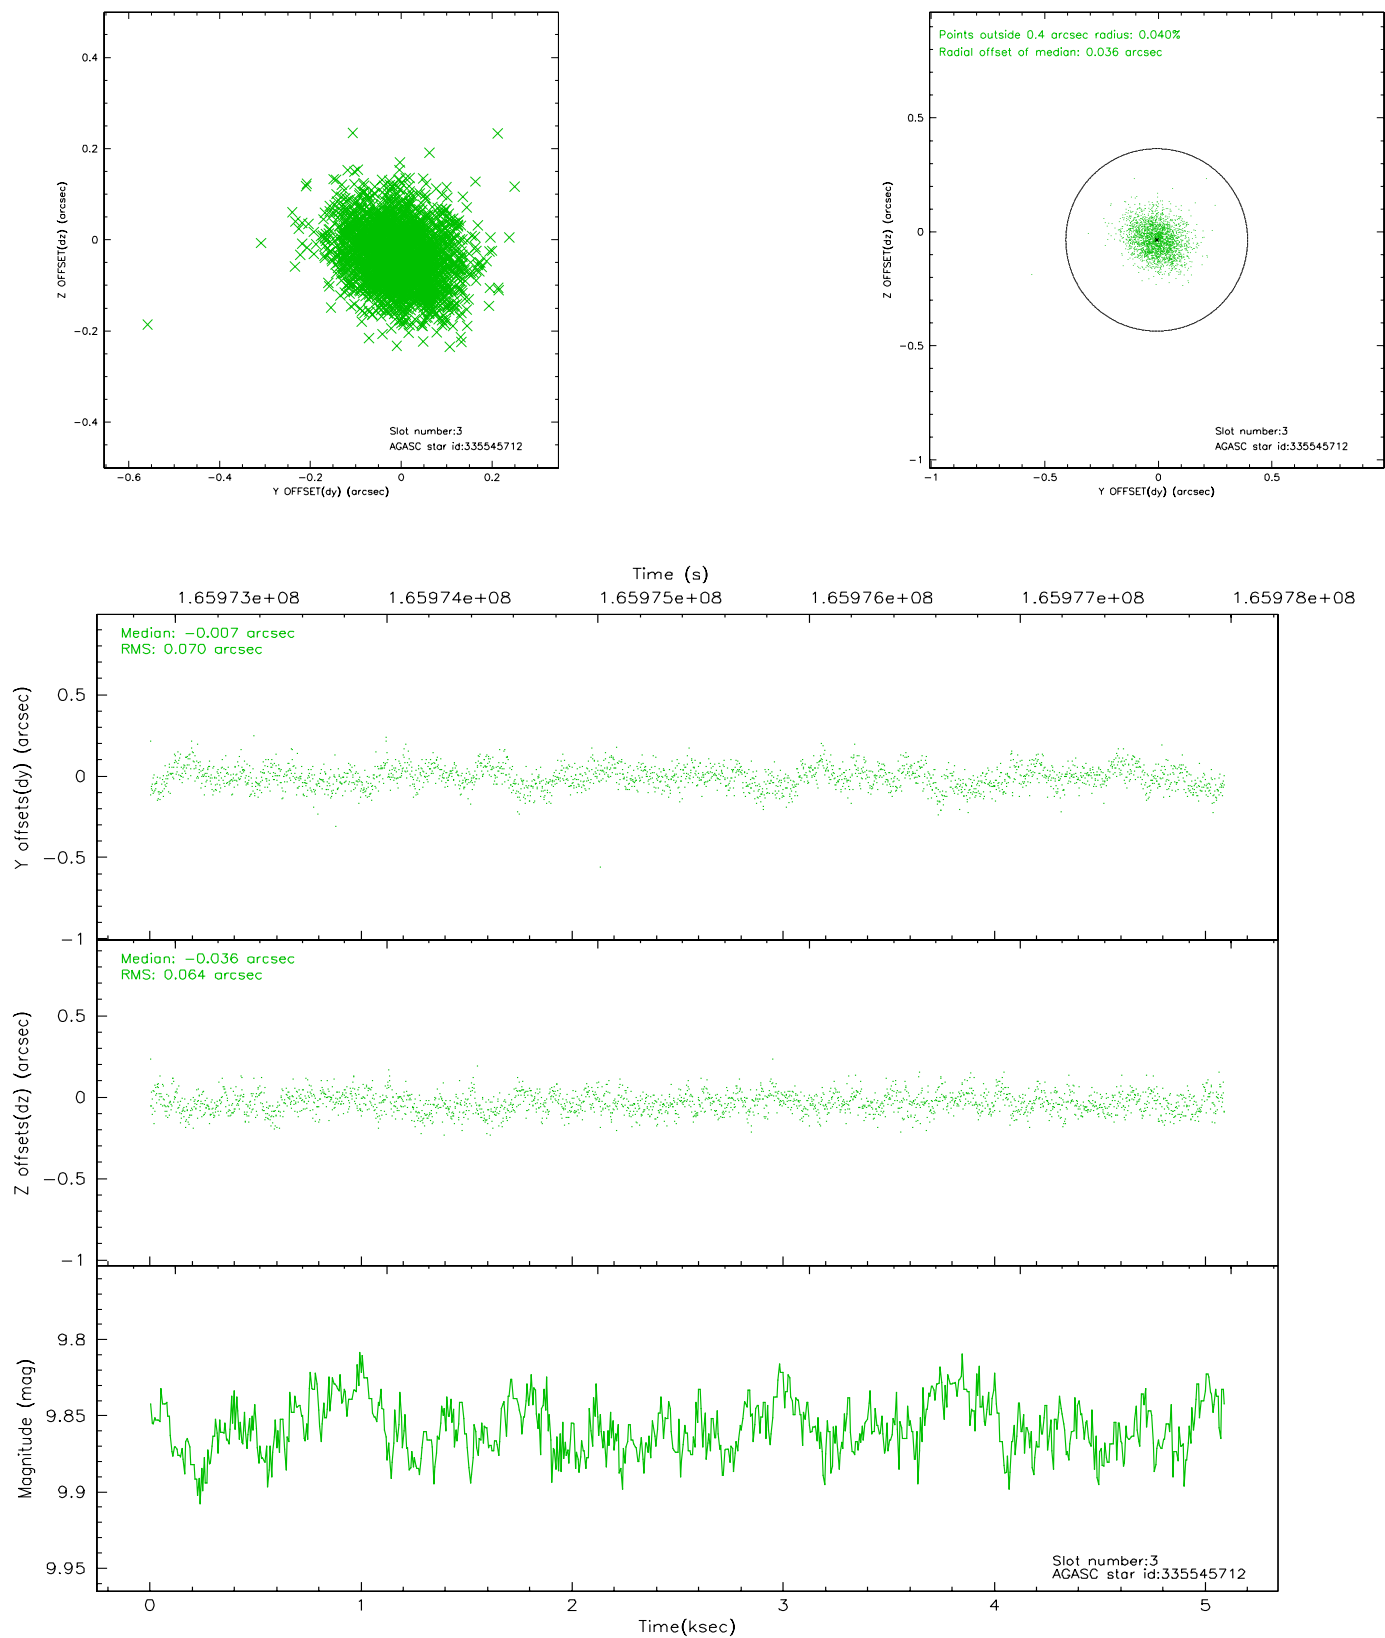 0.4
0.2
0
−0.2
−0.4
Z OFFSET(dz) (arcsec)
Slot number:3
AGASC star id:335545712
−0.6 −0.4 −0.2 0 0.2
Y OFFSET(dy) (arcsec)
Points outside 0.4 arcsec radius: 0.040%
Radial offset of median: 0.036 arcsec
0.5
0
−0.5
−1
Z OFFSET(dz) (arcsec)
Slot number:3
AGASC star id:335545712
−1 −0.5 0 0.5
Y OFFSET(dy) (arcsec)
Time (s)
1.65973e+08 1.65974e+08 1.65975e+08 1.65976e+08 1.65977e+08 1.65978e+08
Median: −0.007 arcsec
RMS: 0.070 arcsec
0.5
0
−0.5
−1
Y offsets(dy) (arcsec)
Median: −0.036 arcsec
RMS: 0.064 arcsec
0.5
0
−0.5
−1
Z offsets(dz) (arcsec)
9.8
9.85
9.9
9.95
Magnitude (mag)
Slot number:3
AGASC star id:335545712
0 1 2 3 4 5
Time(ksec)